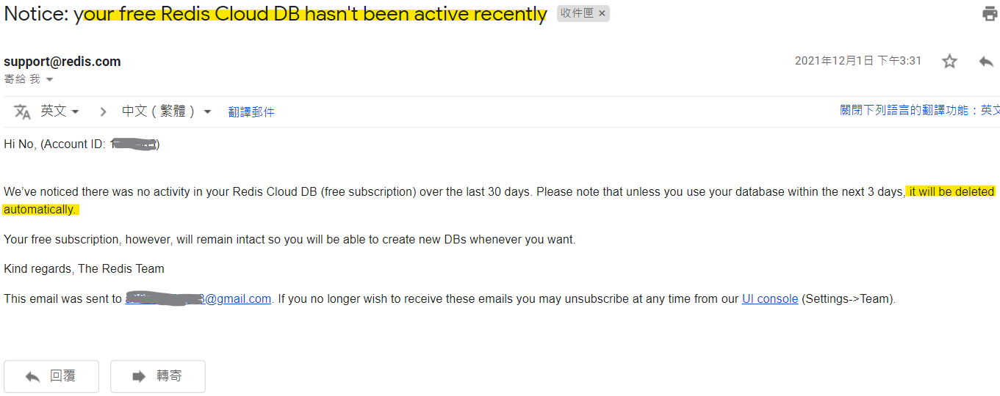 Notice: your free Redis Cloud DB hasn't been active recently 收件匣 ×
support@redis.com 2021年12月1日 下午3:31
寄給 我
英文 > 中文（繁體） 翻譯郵件 關閉下列語言的翻譯功能：英文
Hi No, (Account ID: )
We've noticed there was no activity in your Redis Cloud DB (free subscription) over the last 30 days. Please note that unless you use your database within the next 3 days, it will be deleted
automatically.
Your free subscription, however, will remain intact so you will be able to create new DBs whenever you want.
Kind regards, The Redis Team
This email was sent to @gmail.com. If you no longer wish to receive these emails you may unsubscribe at any time from our UI console (Settings->Team).
回覆 轉寄